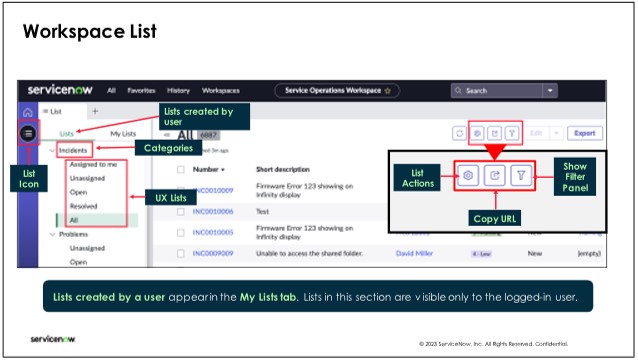 Workspace List
servicenow All Favorites History Workspaces Service Operations Workspace ☆ Search
List +
Lists created by user
Lists My Lists
All 6887
Edit Export
Categories
Incidents
Number Short description
List Icon
Assigned to me
Unassigned
Open
Resolved
All
UX Lists
Problems
Unassigned
Open
INC0010009 Firmware Error 123 showing on Infinity display
INC0010006 Test
INC0010005 Firmware Error 123 showing on Infinity display
INC0009009 Unable to access the shared folder. David Miller 4 - Low New (empty)
List Actions
Show Filter Panel
Copy URL
Lists created by a user appear in the My Lists tab. Lists in this section are visible only to the logged-in user.
servicenow
© 2023 ServiceNow, Inc. All Rights Reserved. Confidential.